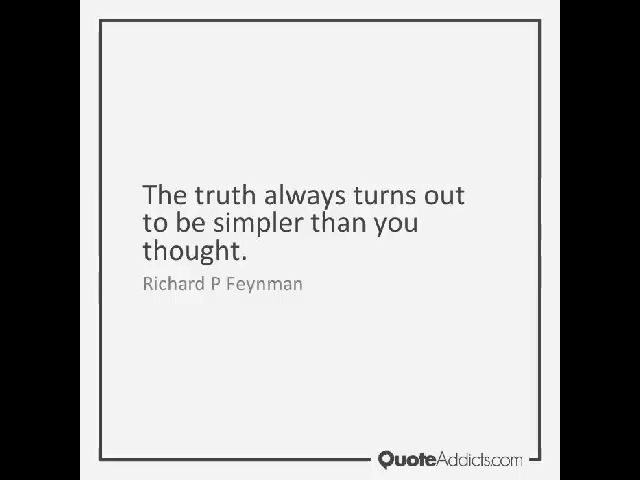 The truth always turns out
to be simpler than you
thought.
Richard P Feynman
QuoteAddicts.com